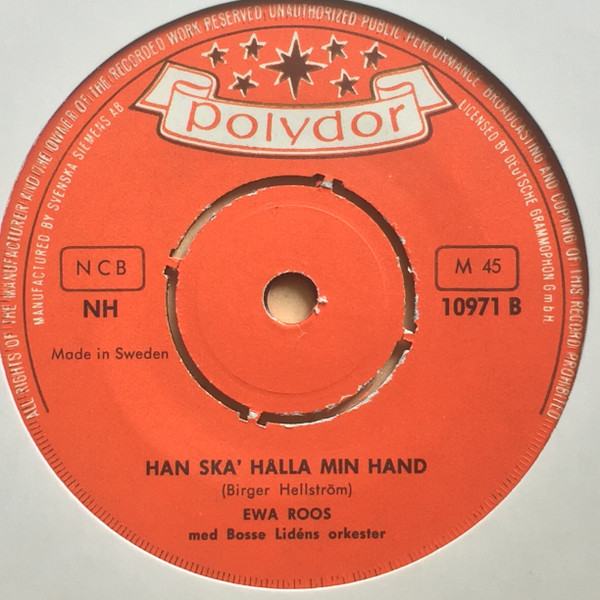 ALL RIGHTS OF THE MANUFACTURER AND THE OWNER OF THE RECORDED WORK RESERVED UNAUTHORIZED PUBLIC PERFORMANCE BROADCASTING AND COPYING OF THIS RECORD PROHIBITED
MANUFACTURED BY SVENSKA SIEMENS AB
LICENSED BY DEUTSCHE GRAMMOPHON GmbH.
polydor
NCB
NH
M 45
10971 B
Made in Sweden
HAN SKA' HALLA MIN HAND
(Birger Hellström)
EWA ROOS
med Bosse Lidéns orkester